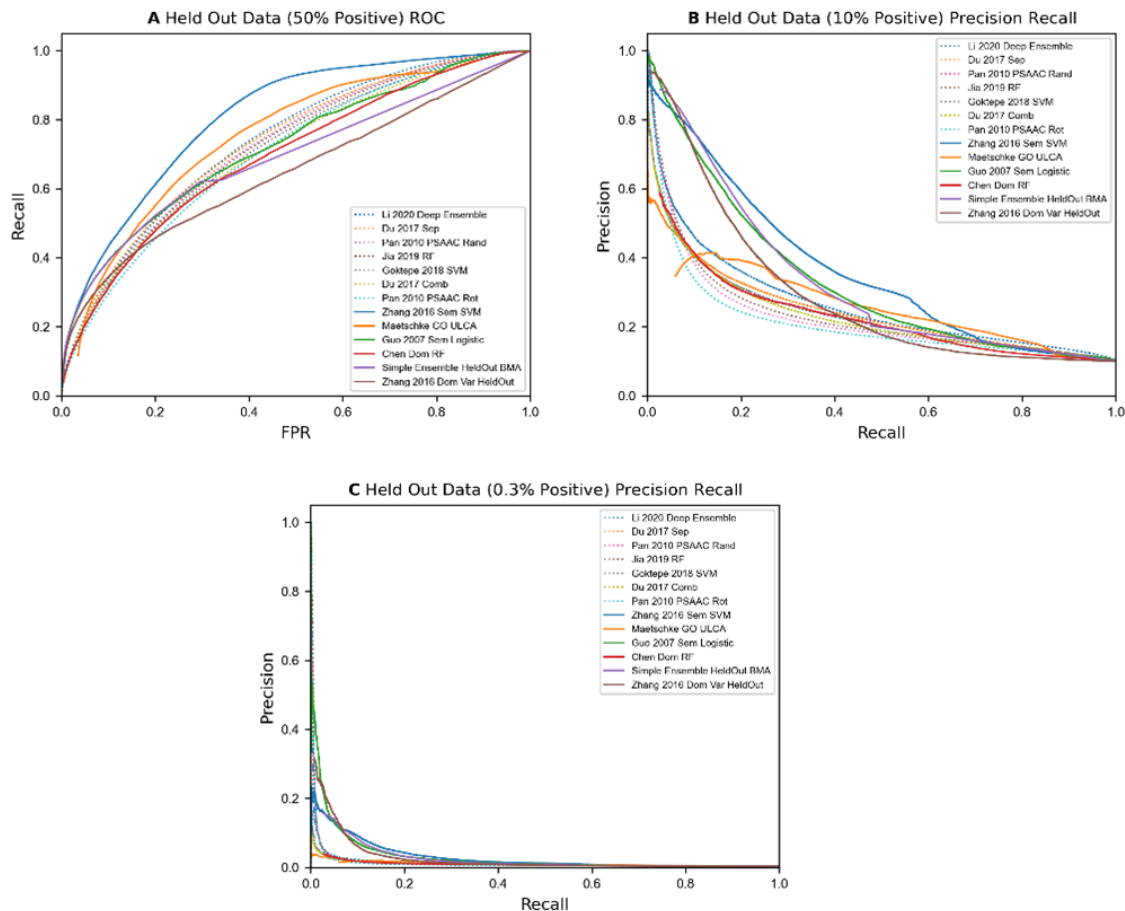 A Held Out Data (50% Positive) ROC
1.0
0.8
0.6
0.4
0.2
0.0
Recall
0.0 0.2 0.4 0.6 0.8 1.0
FPR
Li 2020 Deep Ensemble
Du 2017 Sep
Pan 2010 PSAAC Rand
Jia 2019 RF
Goktepe 2018 SVM
Du 2017 Comb
Pan 2010 PSAAC Rot
Zhang 2016 Sem SVM
Maetschke GO ULCA
Guo 2007 Sem Logistic
Chen Dom RF
Simple Ensemble HeldOut BMA
Zhang 2016 Dom Var HeldOut
B Held Out Data (10% Positive) Precision Recall
1.0
0.8
0.6
0.4
0.2
0.0
Precision
0.0 0.2 0.4 0.6 0.8 1.0
Recall
Li 2020 Deep Ensemble
Du 2017 Sep
Pan 2010 PSAAC Rand
Jia 2019 RF
Goktepe 2018 SVM
Du 2017 Comb
Pan 2010 PSAAC Rot
Zhang 2016 Sem SVM
Maetschke GO ULCA
Guo 2007 Sem Logistic
Chen Dom RF
Simple Ensemble HeldOut BMA
Zhang 2016 Dom Var HeldOut
C Held Out Data (0.3% Positive) Precision Recall
1.0
0.8
0.6
0.4
0.2
0.0
Precision
0.0 0.2 0.4 0.6 0.8 1.0
Recall
Li 2020 Deep Ensemble
Du 2017 Sep
Pan 2010 PSAAC Rand
Jia 2019 RF
Goktepe 2018 SVM
Du 2017 Comb
Pan 2010 PSAAC Rot
Zhang 2016 Sem SVM
Maetschke GO ULCA
Guo 2007 Sem Logistic
Chen Dom RF
Simple Ensemble HeldOut BMA
Zhang 2016 Dom Var HeldOut